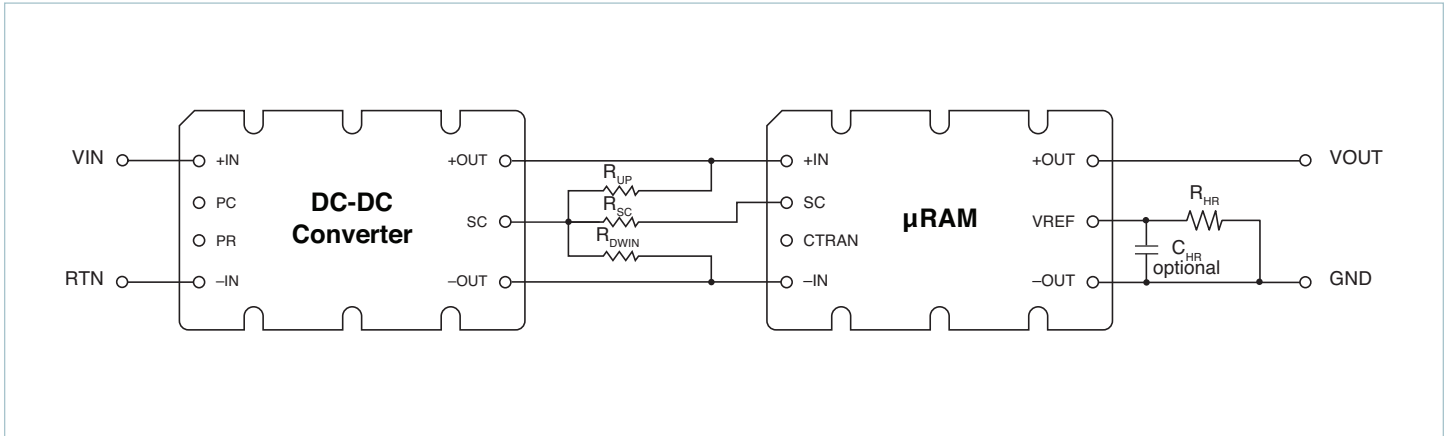 VIN
RTN
+IN
PC
PR
–IN
DC-DC
Converter
+OUT
SC
–OUT
RUP
RSC
RDWIN
+IN
SC
CTRAN
–IN
µRAM
+OUT
VREF
–OUT
RHR
CHR
optional
VOUT
GND